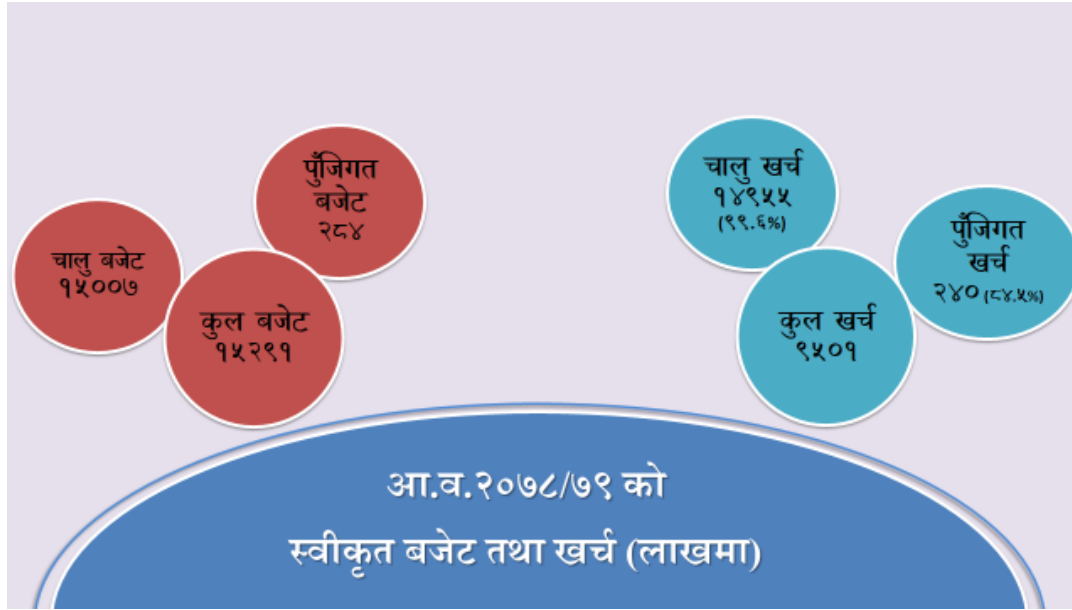 पुँजिगत
बजेट
२८४
चालु बजेट
१५००७
कुल बजेट
१५२९१
चालु खर्च
१४९५५
(९९.६%)
पुँजिगत
खर्च
२४० (८४.५%)
कुल खर्च
९५०१
आ.व.२०७८/७९ को
स्वीकृत बजेट तथा खर्च (लाखमा)